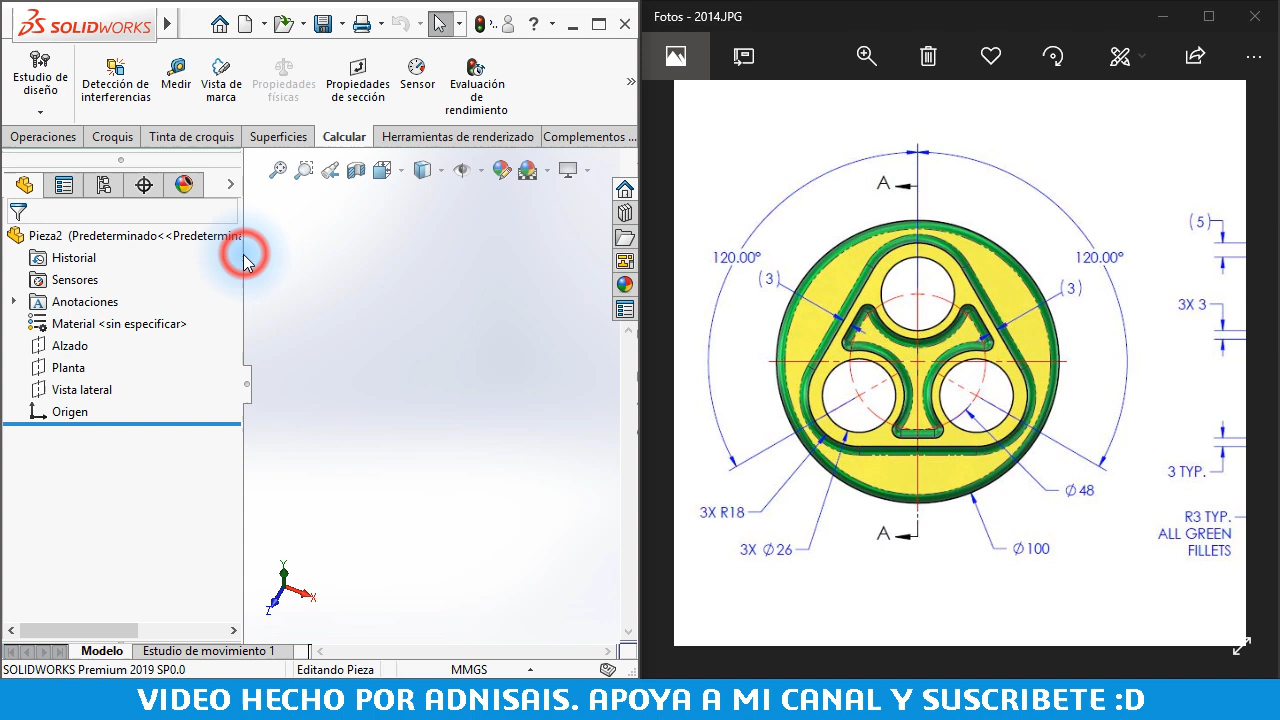 SOLIDWORKS
Fotos - 2014.JPG
Estudio de
diseño
Detección de
interferencias
Medir
Vista de
marca
Propiedades
físicas
Propiedades
de sección
Sensor
Evaluación
de
rendimiento
Operaciones
Croquis
Tinta de croquis
Superficies
Calcular
Herramientas de renderizado
Complementos ...
Pieza2 (Predeterminado<<Predetermina
Historial
Sensores
Anotaciones
Material <sin especificar>
Alzado
Planta
Vista lateral
Origen
Y
X
Z
A
120.00°
120.00°
(3)
(3)
(5)
3X 3
3 TYP.
R3 TYP.
ALL GREEN
FILLETS
Ø48
3X R18
3X Ø26
A
Ø100
Modelo
Estudio de movimiento 1
SOLIDWORKS Premium 2019 SP0.0
Editando Pieza
MMGS
VIDEO HECHO POR ADNISAIS. APOYA A MI CANAL Y SUSCRIBETE :D